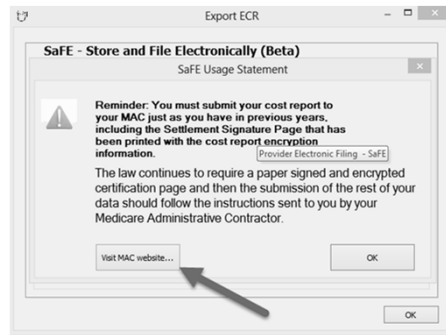 Export ECR
SaFE - Store and File Electronically (Beta)
SaFE Usage Statement
Reminder: You must submit your cost report to
your MAC just as you have in previous years,
including the Settlement Signature Page that has
been printed with the cost report encryption
information.
Provider Electronic Filing - SaFE
The law continues to require a paper signed and encrypted
certification page and then the submission of the rest of your
data should follow the instructions sent to you by your
Medicare Administrative Contractor.
Visit MAC website...
OK
OK